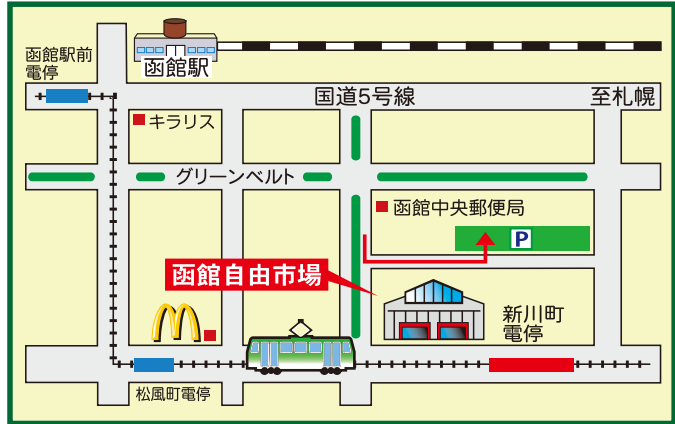 函館駅前
電停
函館駅
国道5号線
至札幌
キラリス
グリーンベルト
函館中央郵便局
P
函館自由市場
新川町
電停
松風町電停